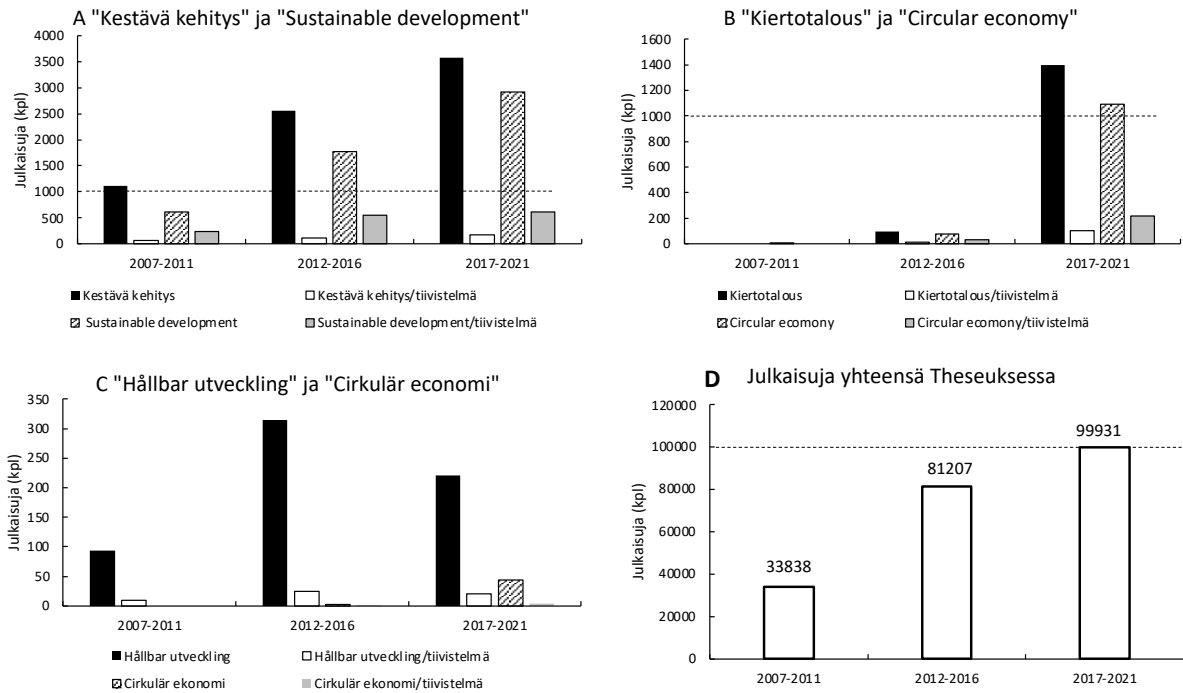 A "Kestävä kehitys" ja "Sustainable development"
Julkaisuja (kpl)
4000
3500
3000
2500
2000
1500
1000
500
0
2007-2011 2012-2016 2017-2021
Kestävä kehitys Kestävä kehitys/tiivistelmä
Sustainable development Sustainable development/tiivistelmä
B "Kiertotalous" ja "Circular economy"
Julkaisuja (kpl)
1600
1400
1200
1000
800
600
400
200
0
2007-2011 2012-2016 2017-2021
Kiertotalous Kiertotalous/tiivistelmä
Circular ecomony Circular ecomony/tiivistelmä
C "Hållbar utveckling" ja "Cirkulär economi"
Julkaisuja (kpl)
350
300
250
200
150
100
50
0
2007-2011 2012-2016 2017-2021
Hållbar utveckling Hållbar utveckling/tiivistelmä
Cirkulär ekonomi Cirkulär ekonomi/tiivistelmä
D Julkaisuja yhteensä Theseuksessa
Julkaisuja (kpl)
120000
100000
80000
60000
40000
20000
0
33838
81207
99931
2007-2011 2012-2016 2017-2021